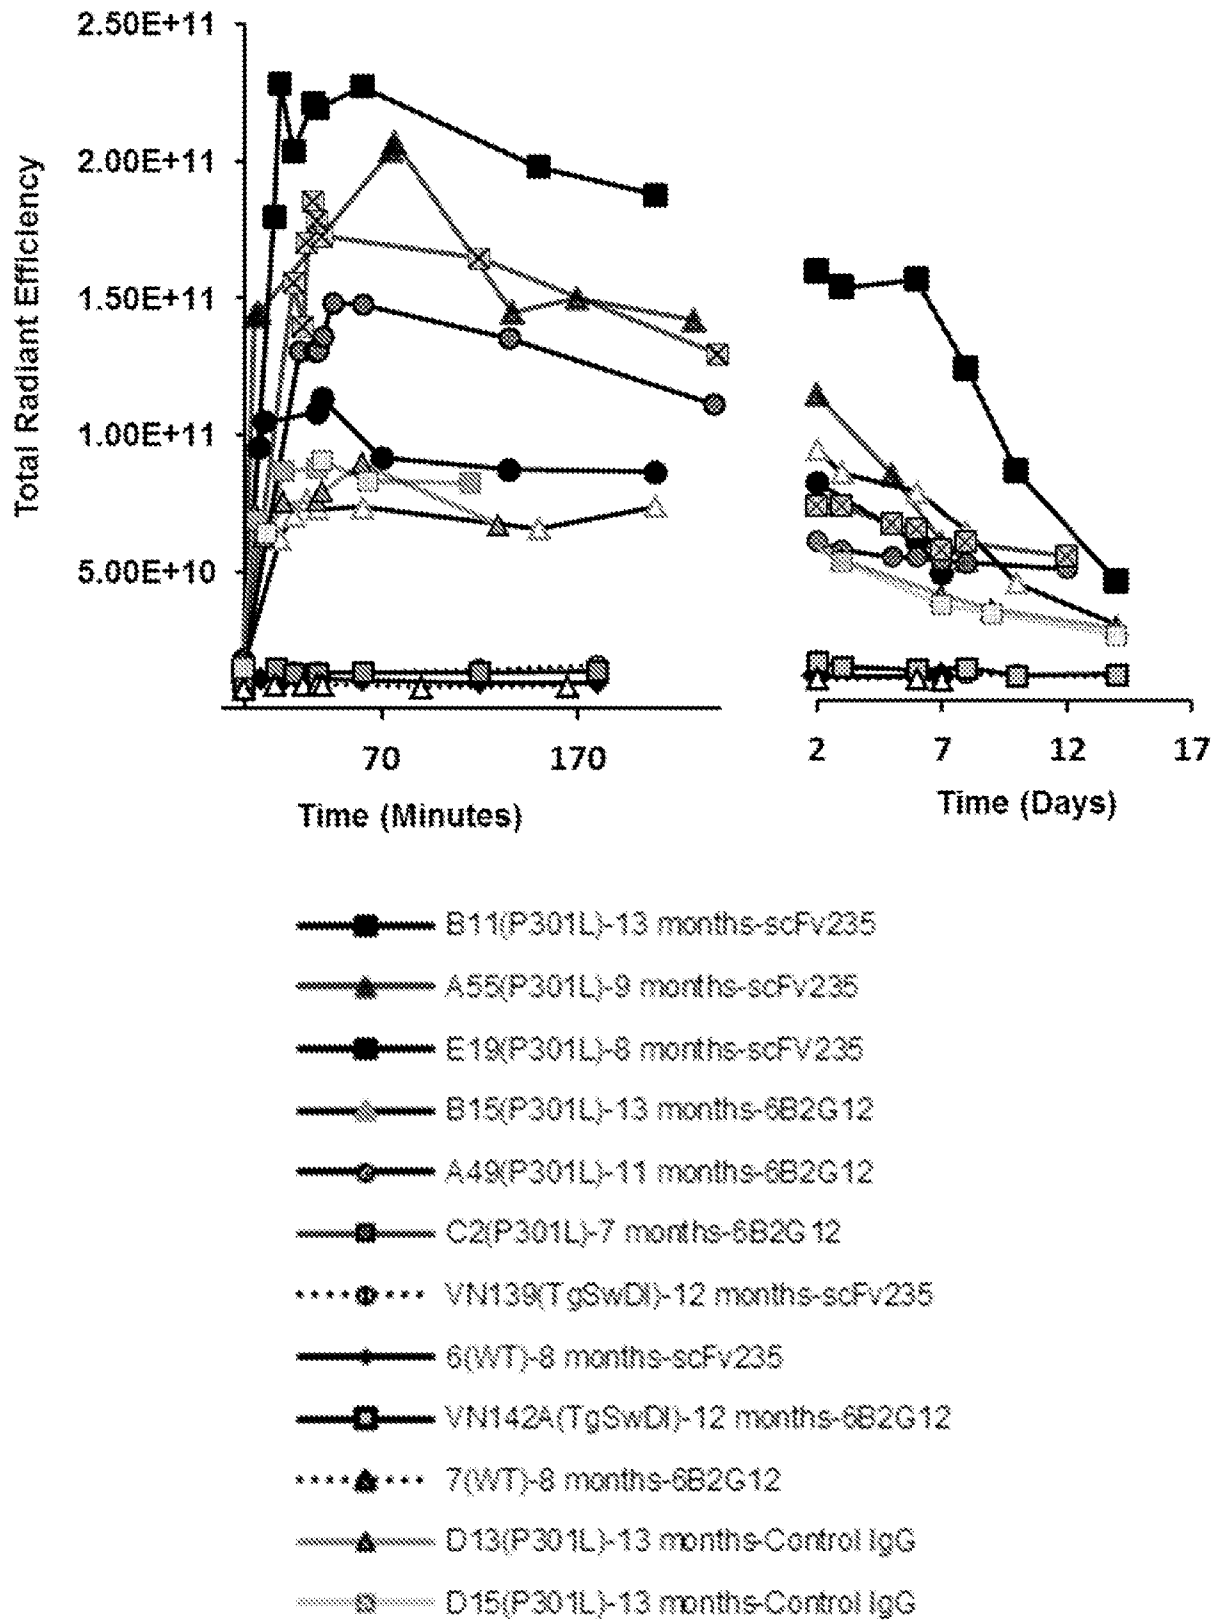 2.50E+11
2.00E+11
1.50E+11
1.00E+11
5.00E+10
Total Radiant Efficiency
70 170
Time (Minutes)
2 7 12 17
Time (Days)
B11(P301L)-13 months-scFv235
A55(P301L)-9 months-scFv235
E19(P301L)-8 months-scFV235
B15(P301L)-13 months-6B2G12
A49(P301L)-11 months-6B2G12
C2(P301L)-7 months-6B2G12
VN139(TgSwDI)-12 months-scFv235
6(WT)-8 months-scFv235
VN142A(TgSwDI)-12 months-6B2G12
7(WT)-8 months-6B2G12
D13(P301L)-13 months-Control IgG
D15(P301L)-13 months-Control IgG